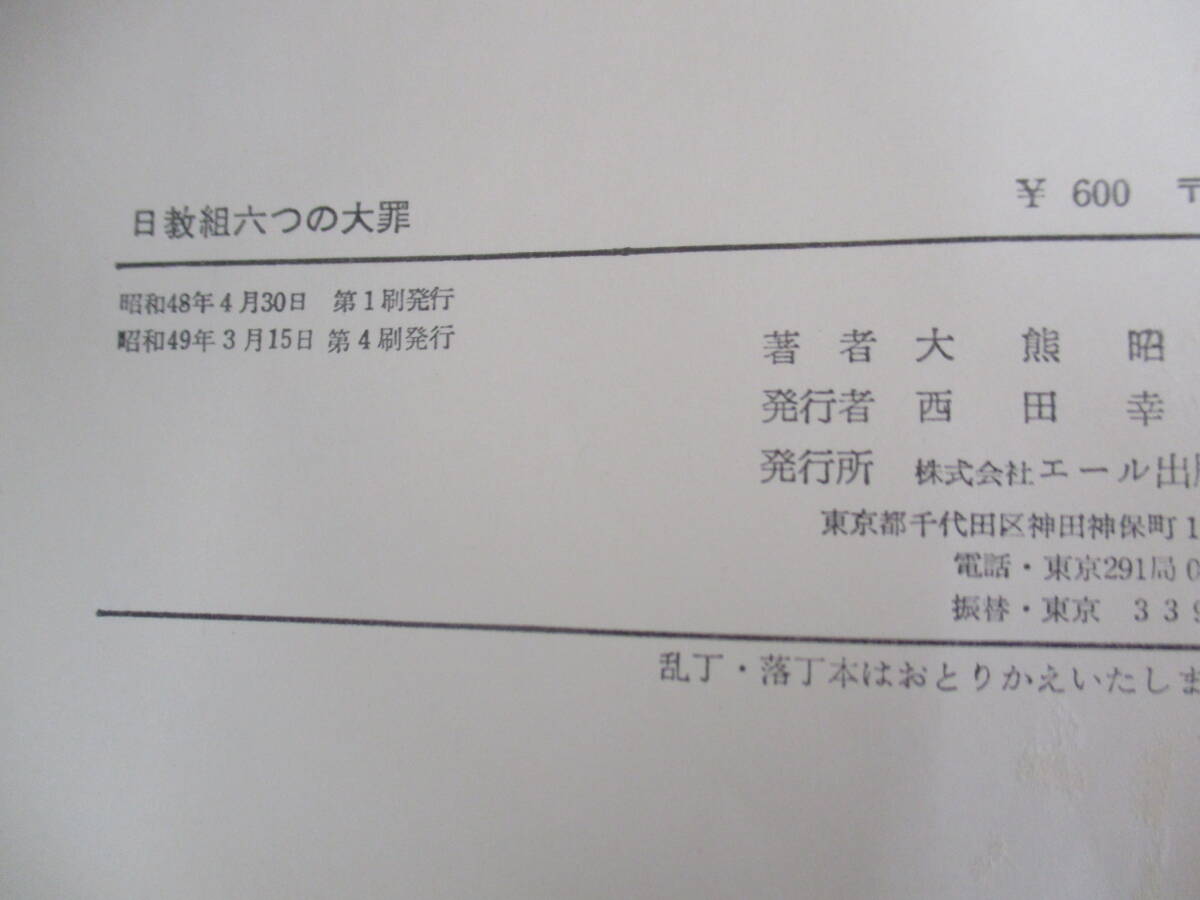 ¥ 600 〒
日教組六つの大罪
昭和48年4月30日 第1刷発行
昭和49年3月15日 第4刷発行
著者 大熊昭
発行者 西田幸
発行所 株式会社エール出
東京都千代田区神田神保町1
電話・東京291局0
振替・東京 339
乱丁・落丁本はおとりかえいたしま